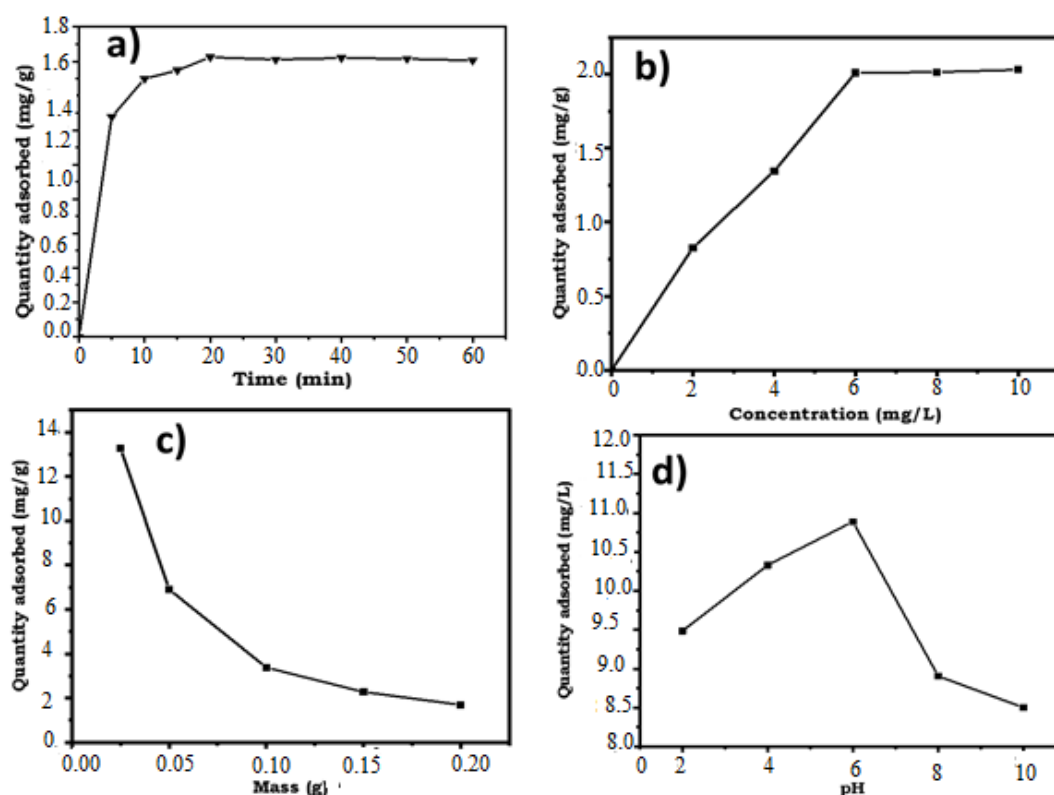 a)
Quantity adsorbed (mg/g)
1.8
1.6
1.4
1.2
1.0
1.8
1.6
0.4
1.2
0.0
0 10 20 30 40 50 60
Time (min)
b)
Quantity adsorbed (mg/g)
2.0
1.5
1.0
0.5
0.0
0 2 4 6 8 10
Concentration (mg/L)
c)
Quantity adsorbed (mg/g)
14.
12.
10
8
6
4
2
0.
0.00 0.05 0.10 0.15 0.20
Mass (g)
d)
Quantity adsorbed (mg/L)
12.0
11.5
11.0
10.5
10.0
9.5
9.0
8.5
8.0
0 2 4 6 8 10
pH